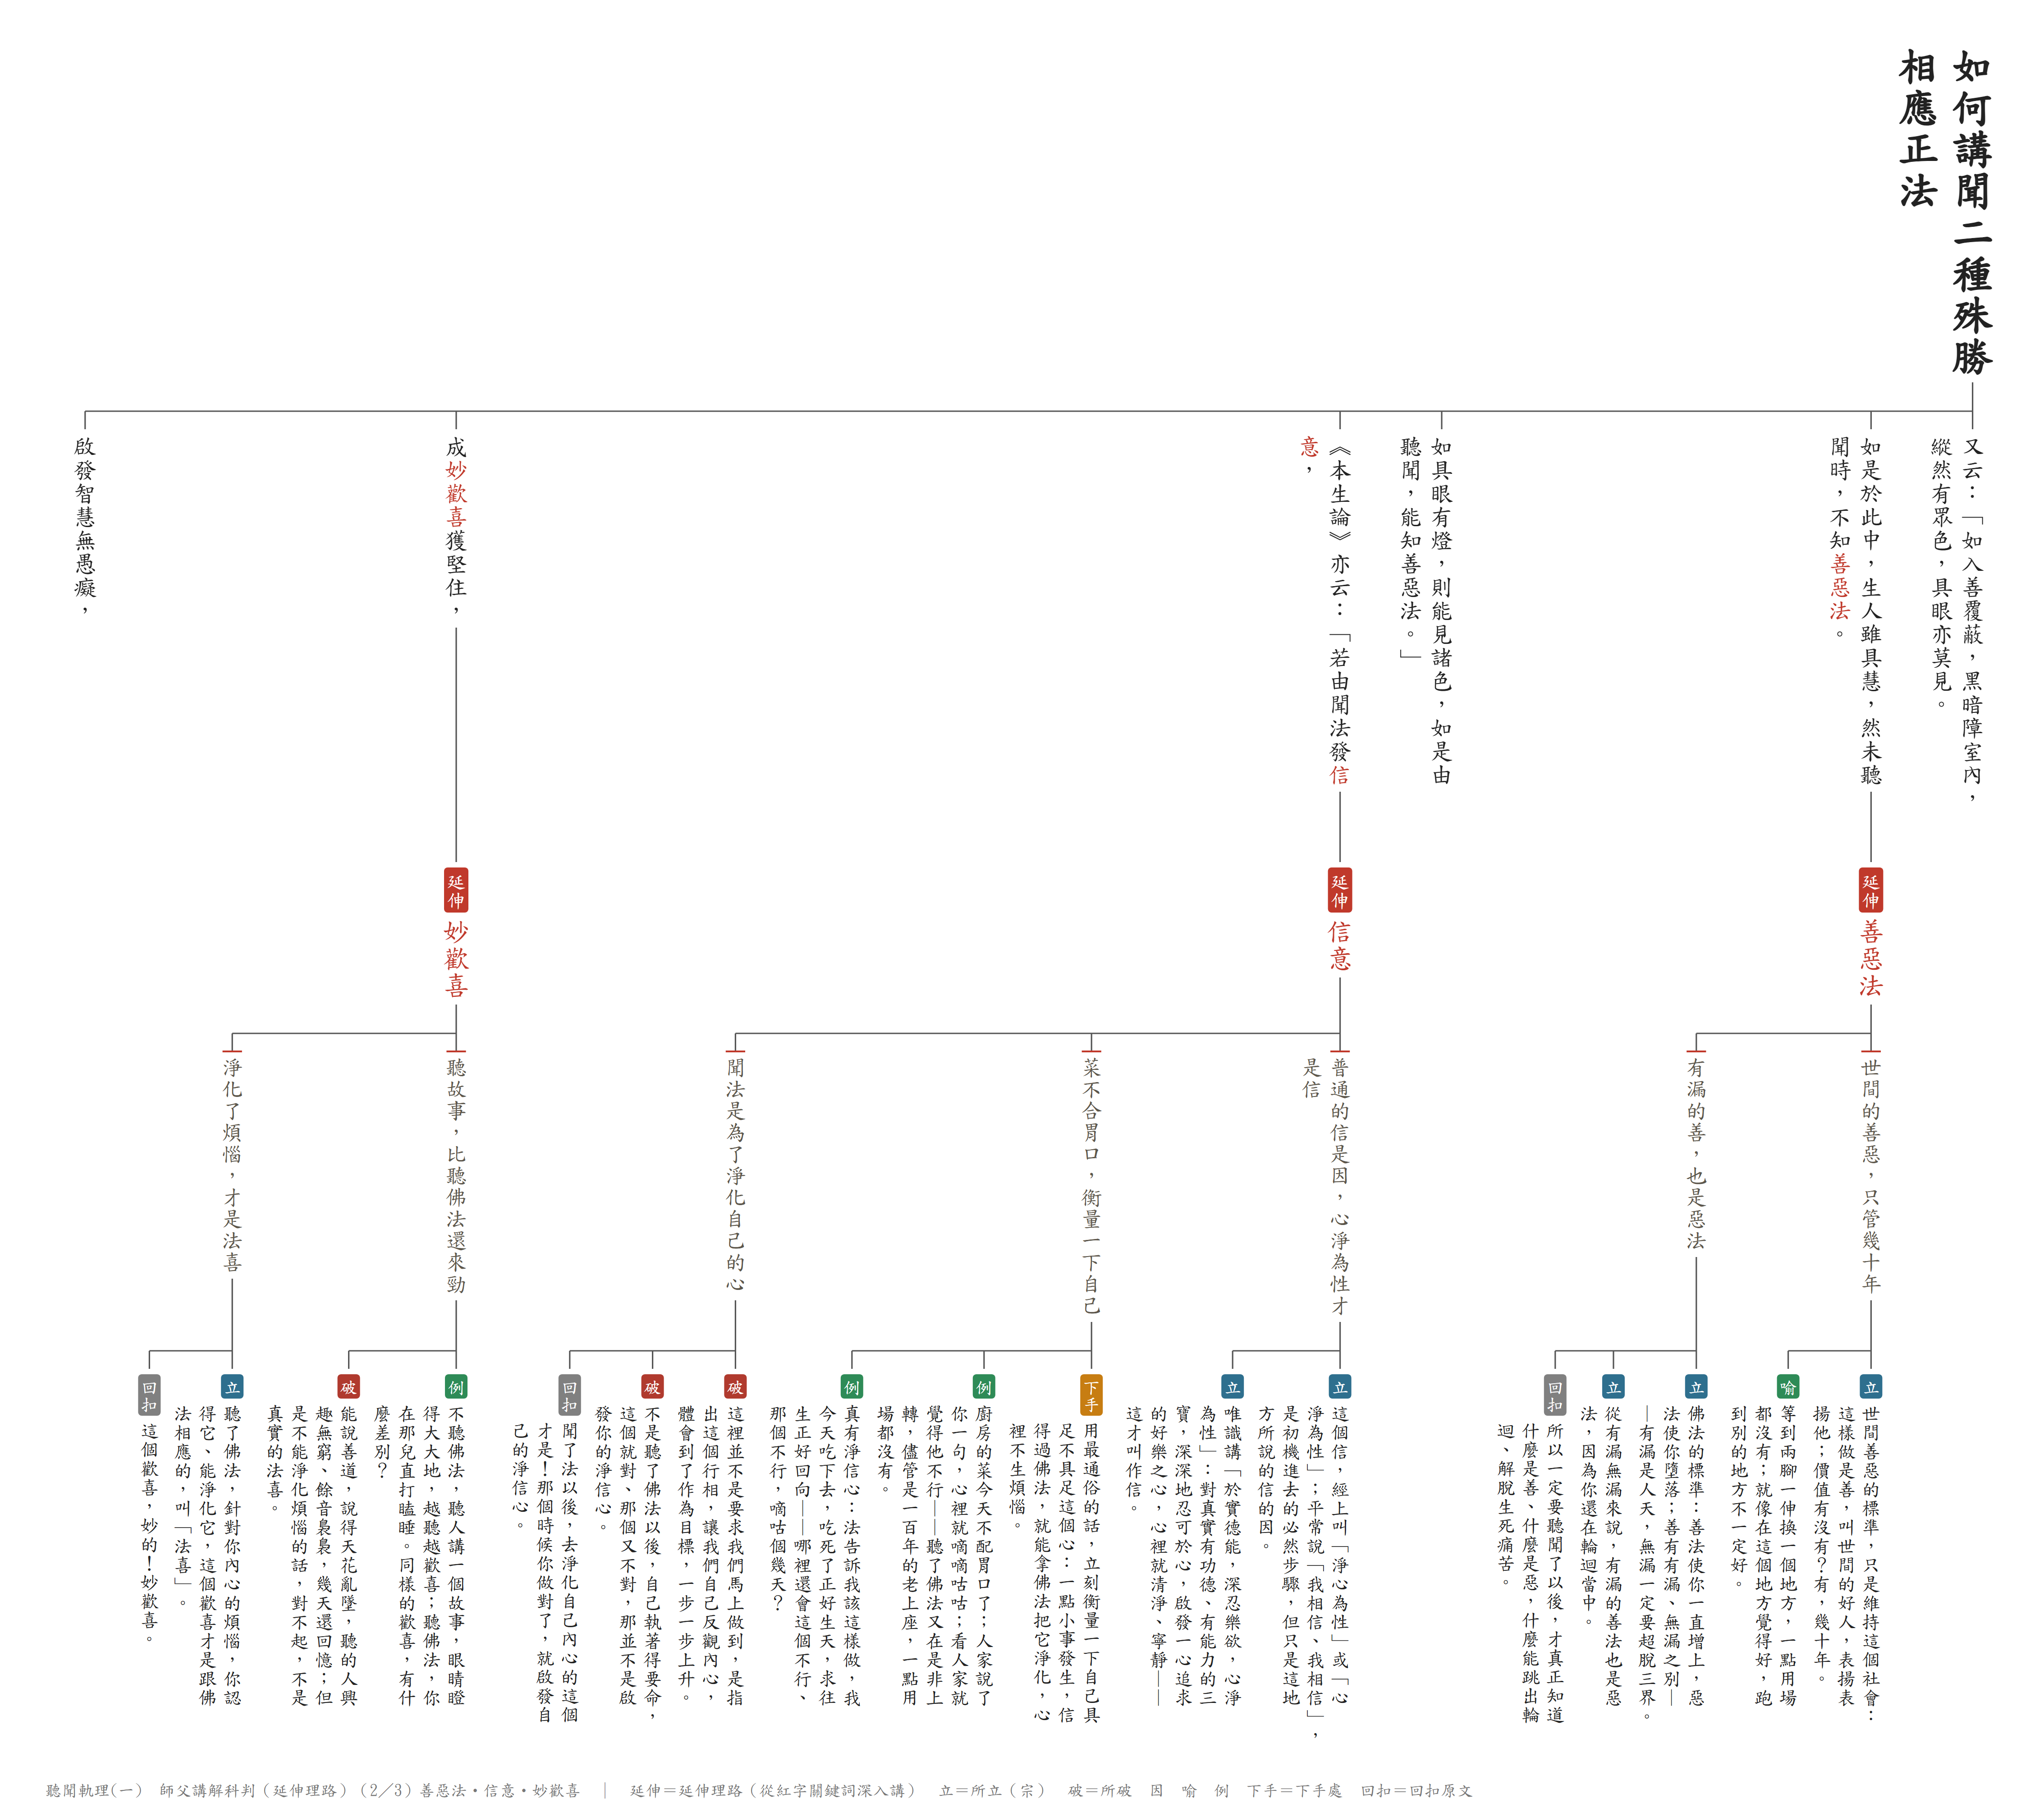 如何講聞二種殊勝
相應正法
又云：「如入善覆蔽，黑暗障室內，
縱然有眾色，具眼亦莫見。
如是於此中，生人雖具慧，然未聽
聞時，不知善惡法。
如具眼有燈，則能見諸色，如是由
聽聞，能知善惡法。」
《本生論》亦云：「若由聞法發信
意，
成妙歡喜獲堅住，
啟發智慧無愚癡，
延伸
善惡法
延伸
信意
延伸
妙歡喜
世間的善惡，只管幾十年
有漏的善，也是惡法
普通的信是因，心淨為性才
是信
菜不合胃口，衡量一下自己
聞法是為了淨化自己的心
聽故事，比聽佛法還來勁
淨化了煩惱，才是法喜
立
世間善惡的標準，只是維持這個社會：
這樣做是善，叫世間的好人，表揚表
揚他；價值有沒有？有，幾十年。
喻
等到兩腳一伸換一個地方，一點用場
都沒有；就像在這個地方覺得好，跑
到別的地方不一定好。
立
佛法的標準：善法使你一直增上，惡
法使你墮落；善有有漏、無漏之別—
—有漏是人天，無漏一定要超脫三界。
立
從有漏無漏來說，有漏的善法也是惡
法，因為你還在輪迴當中。
回扣
所以一定要聽聞了以後，才真正知道
什麼是善、什麼是惡，什麼能跳出輪
迴、解脫生死痛苦。
立
這個信，經上叫「淨心為性」或「心
淨為性」；平常說「我相信、我相信」，
是初機進去的必然步驟，但只是這地
方所說的信的因。
立
唯識講「於實德能，深忍樂欲，心淨
為性」：對真實有功德、有能力的三
寶，深深地忍可於心，啟發一心追求
的好樂之心，心裡就清淨、寧靜——
這才叫作信。
下手
用最通俗的話，立刻衡量一下自己具
足不具足這個心：一點小事發生，信
得過佛法，就能拿佛法把它淨化，心
裡不生煩惱。
例
廚房的菜今天不配胃口了；人家說了
你一句，心裡就嘀嘀咕咕；看人家就
覺得他不行——聽了佛法又在是非上
轉，儘管是一百年的老上座，一點用
場都沒有。
例
真有淨信心：法告訴我該這樣做，我
今天吃下去，吃死了正好生天，求往
生正好回向——哪裡還會這個不行、
那個不行，嘀咕個幾天？
破
這裡並不是要求我們馬上做到，是指
出這個行相，讓我們自己反觀內心，
體會到了作為目標，一步一步上升。
破
不是聽了佛法以後，自己執著得要命，
這個就對、那個又不對，那並不是啟
發你的淨信心。
回扣
聞了法以後，去淨化自己內心的這個
才是！那個時候你做對了，就啟發自
己的淨信心。
例
不聽佛法，聽人講一個故事，眼睛瞪
得大大地，越聽越歡喜；聽佛法，你
在那兒直打瞌睡。同樣的歡喜，有什
麼差別？
破
能說善道，說得天花亂墜，聽的人興
趣無窮、餘音裊裊，幾天還回憶；但
是不能淨化煩惱的話，對不起，不是
真實的法喜。
立
聽了佛法，針對你內心的煩惱，你認
得它、能淨化它，這個歡喜才是跟佛
法相應的，叫「法喜」。
回扣
這個歡喜，妙的！妙歡喜。
聽聞軌理(一)　師父講解科判（延伸理路）（2／3）善惡法・信意・妙歡喜　｜　延伸＝延伸理路（從紅字關鍵詞深入講）　立＝所立（宗）　破＝所破　因　喻　例　下手＝下手處　回扣＝回扣原文